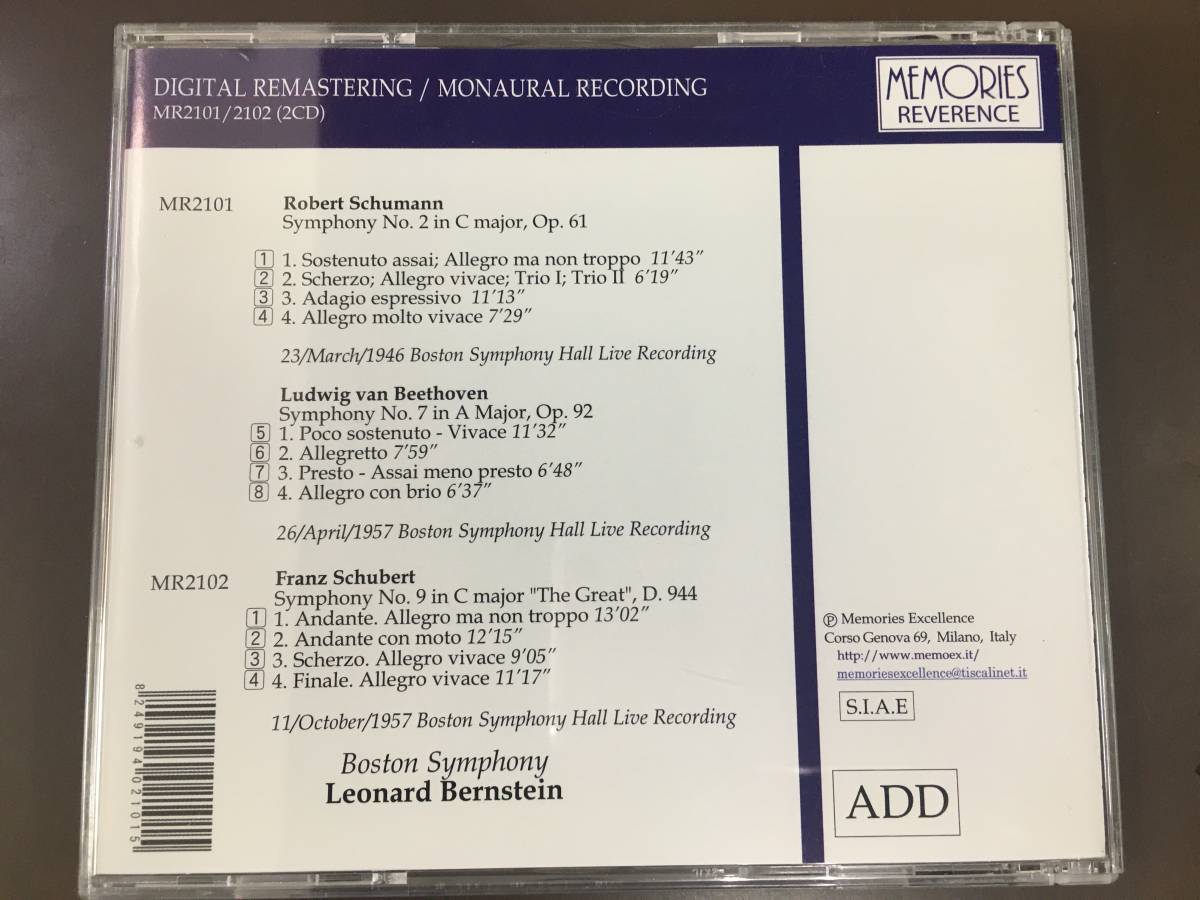 DIGITAL REMASTERING / MONAURAL RECORDING
MR2101/2102 (2CD)
MEMORIES
REVERENCE
MR2101 Robert Schumann
Symphony No. 2 in C major, Op. 61
1 1. Sostenuto assai; Allegro ma non troppo 11'43"
2 2. Scherzo; Allegro vivace; Trio I; Trio II 6'19"
3 3. Adagio espressivo 11'13"
4 4. Allegro molto vivace 7'29"
23/March/1946 Boston Symphony Hall Live Recording
Ludwig van Beethoven
Symphony No. 7 in A Major, Op. 92
5 1. Poco sostenuto - Vivace 11'32"
6 2. Allegretto 7'59"
7 3. Presto - Assai meno presto 6'48"
8 4. Allegro con brio 6'37"
26/April/1957 Boston Symphony Hall Live Recording
MR2102 Franz Schubert
Symphony No. 9 in C major "The Great", D. 944
1 1. Andante. Allegro ma non troppo 13'02"
2 2. Andante con moto 12'15"
3 3. Scherzo. Allegro vivace 9'05"
4 4. Finale. Allegro vivace 11'17"
11/October/1957 Boston Symphony Hall Live Recording
Boston Symphony
Leonard Bernstein
8 249194 021015
℗ Memories Excellence
Corso Genova 69, Milano, Italy
http://www.memoex.it/
memoriesexcellence@tiscalinet.it
S.I.A.E
ADD